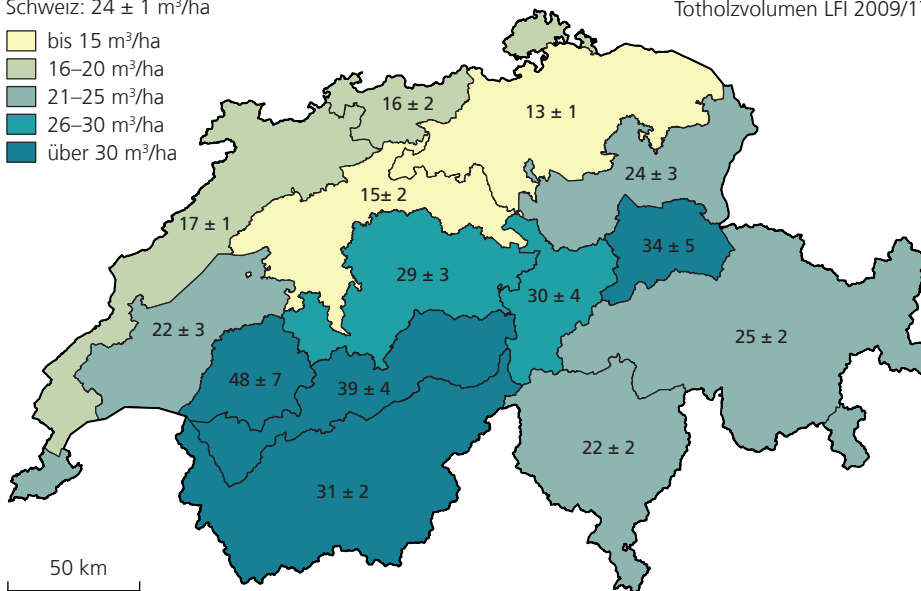 Schweiz: 24 ± 1 m³/ha
Totholzvolumen LFI 2009/17
bis 15 m³/ha
16–20 m³/ha
21–25 m³/ha
26–30 m³/ha
über 30 m³/ha
16 ± 2
13 ± 1
24 ± 3
15± 2
17 ± 1
34 ± 5
29 ± 3
30 ± 4
22 ± 3
25 ± 2
48 ± 7
39 ± 4
22 ± 2
31 ± 2
50 km